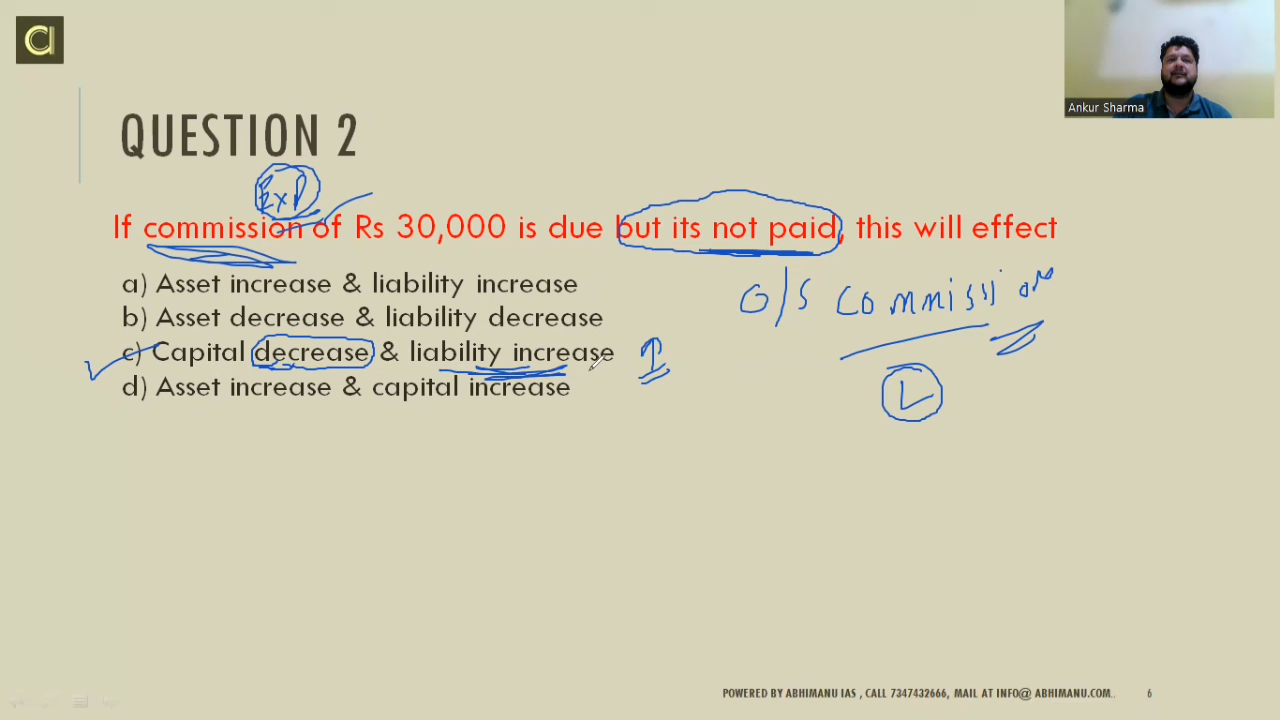 a
Ankur Sharma
QUESTION 2
Exp
If commission of Rs 30,000 is due but its not paid, this will effect
a) Asset increase & liability increase
b) Asset decrease & liability decrease
c) Capital decrease & liability increase
d) Asset increase & capital increase
O/S Commission
L
POWERED BY ABHIMANU IAS , CALL 7347432666, MAIL AT INFO@ ABHIMANU.COM..
6